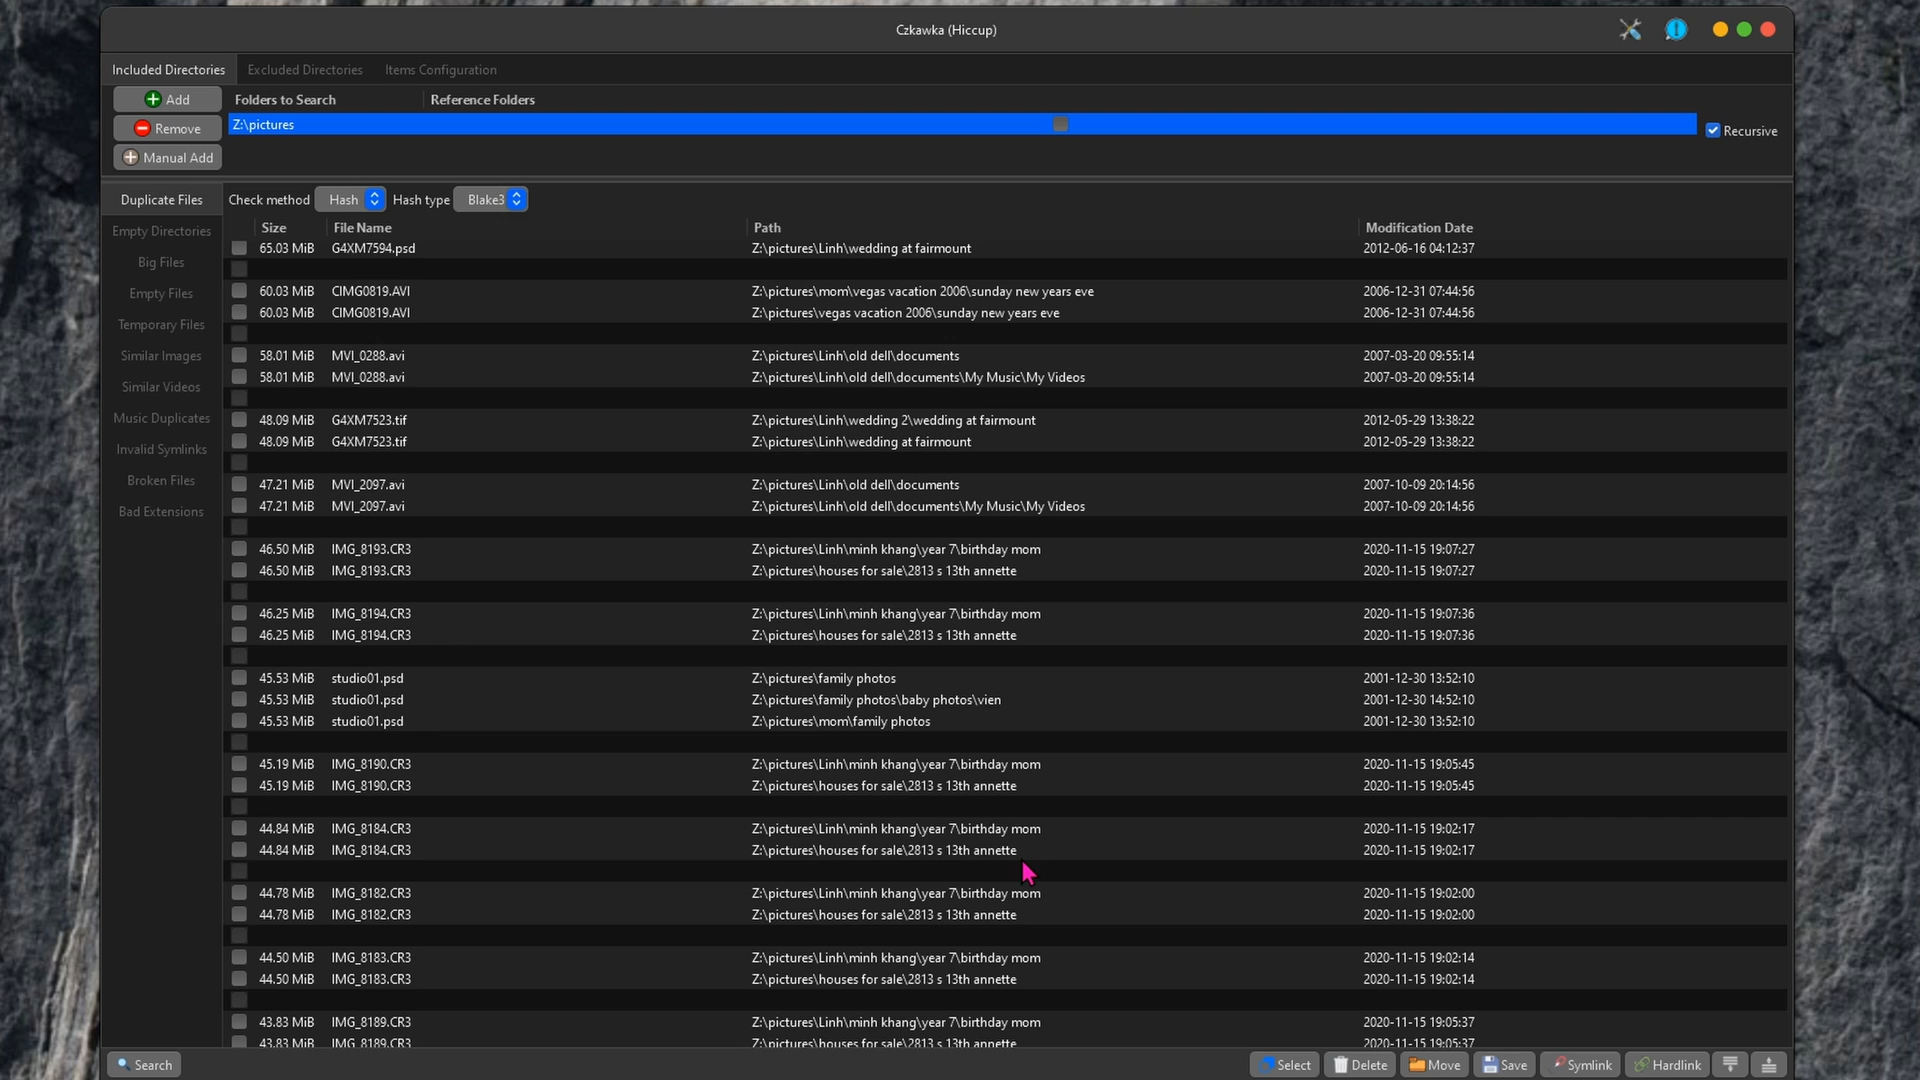 Czkawka (Hiccup)
Included Directories Excluded Directories Items Configuration
Add Folders to Search Reference Folders
Z:\pictures
Remove Recursive
Manual Add
Duplicate Files Check method Hash Hash type Blake3
Size File Name Path Modification Date
Empty Directories
Big Files
Empty Files
Temporary Files
Similar Images
Similar Videos
Music Duplicates
Invalid Symlinks
Broken Files
Bad Extensions
65.03 MiB G4XM7594.psd Z:\pictures\Linh\wedding at fairmount 2012-06-16 04:12:37
60.03 MiB CIMG0819.AVI Z:\pictures\mom\vegas vacation 2006\sunday new years eve 2006-12-31 07:44:56
60.03 MiB CIMG0819.AVI Z:\pictures\vegas vacation 2006\sunday new years eve 2006-12-31 07:44:56
58.01 MiB MVI_0288.avi Z:\pictures\Linh\old dell\documents 2007-03-20 09:55:14
58.01 MiB MVI_0288.avi Z:\pictures\Linh\old dell\documents\My Music\My Videos 2007-03-20 09:55:14
48.09 MiB G4XM7523.tif Z:\pictures\Linh\wedding 2\wedding at fairmount 2012-05-29 13:38:22
48.09 MiB G4XM7523.tif Z:\pictures\Linh\wedding at fairmount 2012-05-29 13:38:22
47.21 MiB MVI_2097.avi Z:\pictures\Linh\old dell\documents 2007-10-09 20:14:56
47.21 MiB MVI_2097.avi Z:\pictures\Linh\old dell\documents\My Music\My Videos 2007-10-09 20:14:56
46.50 MiB IMG_8193.CR3 Z:\pictures\Linh\minh khang\year 7\birthday mom 2020-11-15 19:07:27
46.50 MiB IMG_8193.CR3 Z:\pictures\houses for sale\2813 s 13th annette 2020-11-15 19:07:27
46.25 MiB IMG_8194.CR3 Z:\pictures\Linh\minh khang\year 7\birthday mom 2020-11-15 19:07:36
46.25 MiB IMG_8194.CR3 Z:\pictures\houses for sale\2813 s 13th annette 2020-11-15 19:07:36
45.53 MiB studio01.psd Z:\pictures\family photos 2001-12-30 13:52:10
45.53 MiB studio01.psd Z:\pictures\family photos\baby photos\vien 2001-12-30 14:52:10
45.53 MiB studio01.psd Z:\pictures\mom\family photos 2001-12-30 13:52:10
45.19 MiB IMG_8190.CR3 Z:\pictures\Linh\minh khang\year 7\birthday mom 2020-11-15 19:05:45
45.19 MiB IMG_8190.CR3 Z:\pictures\houses for sale\2813 s 13th annette 2020-11-15 19:05:45
44.84 MiB IMG_8184.CR3 Z:\pictures\Linh\minh khang\year 7\birthday mom 2020-11-15 19:02:17
44.84 MiB IMG_8184.CR3 Z:\pictures\houses for sale\2813 s 13th annette 2020-11-15 19:02:17
44.78 MiB IMG_8182.CR3 Z:\pictures\Linh\minh khang\year 7\birthday mom 2020-11-15 19:02:00
44.78 MiB IMG_8182.CR3 Z:\pictures\houses for sale\2813 s 13th annette 2020-11-15 19:02:00
44.50 MiB IMG_8183.CR3 Z:\pictures\Linh\minh khang\year 7\birthday mom 2020-11-15 19:02:14
44.50 MiB IMG_8183.CR3 Z:\pictures\houses for sale\2813 s 13th annette 2020-11-15 19:02:14
43.83 MiB IMG_8189.CR3 Z:\pictures\Linh\minh khang\year 7\birthday mom 2020-11-15 19:05:37
43.83 MiB IMG_8189.CR3 Z:\pictures\houses for sale\2813 s 13th annette 2020-11-15 19:05:37
Search Select Delete Move Save Symlink Hardlink